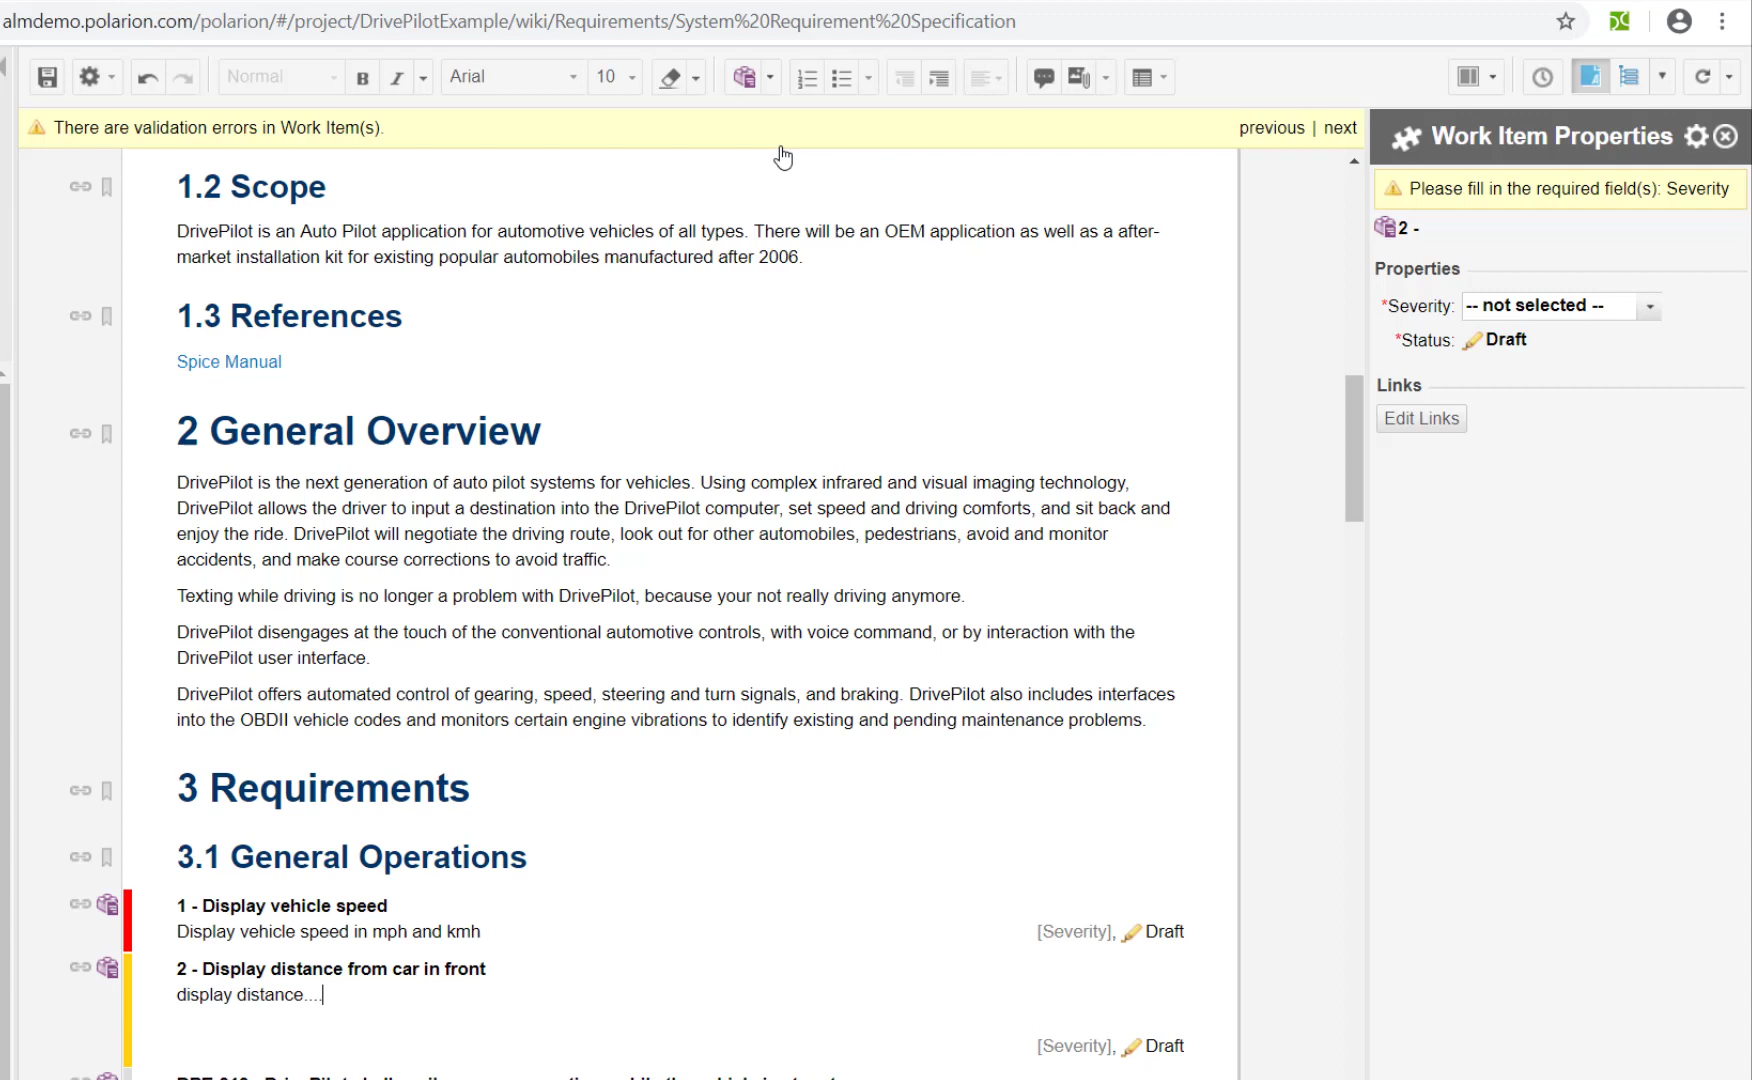 almdemo.polarion.com/polarion/#/project/DrivePilotExample/wiki/Requirements/System%20Requirement%20Specification
Normal
B
I
Arial
10
There are validation errors in Work Item(s).
previous | next
Work Item Properties
Please fill in the required field(s): Severity
2 -
Properties
*Severity: -- not selected --
*Status: Draft
Links
Edit Links
1.2 Scope
DrivePilot is an Auto Pilot application for automotive vehicles of all types. There will be an OEM application as well as a after-
market installation kit for existing popular automobiles manufactured after 2006.
1.3 References
Spice Manual
2 General Overview
DrivePilot is the next generation of auto pilot systems for vehicles. Using complex infrared and visual imaging technology,
DrivePilot allows the driver to input a destination into the DrivePilot computer, set speed and driving comforts, and sit back and
enjoy the ride. DrivePilot will negotiate the driving route, look out for other automobiles, pedestrians, avoid and monitor
accidents, and make course corrections to avoid traffic.
Texting while driving is no longer a problem with DrivePilot, because your not really driving anymore.
DrivePilot disengages at the touch of the conventional automotive controls, with voice command, or by interaction with the
DrivePilot user interface.
DrivePilot offers automated control of gearing, speed, steering and turn signals, and braking. DrivePilot also includes interfaces
into the OBDII vehicle codes and monitors certain engine vibrations to identify existing and pending maintenance problems.
3 Requirements
3.1 General Operations
1 - Display vehicle speed
Display vehicle speed in mph and kmh
[Severity], Draft
2 - Display distance from car in front
display distance....
[Severity], Draft